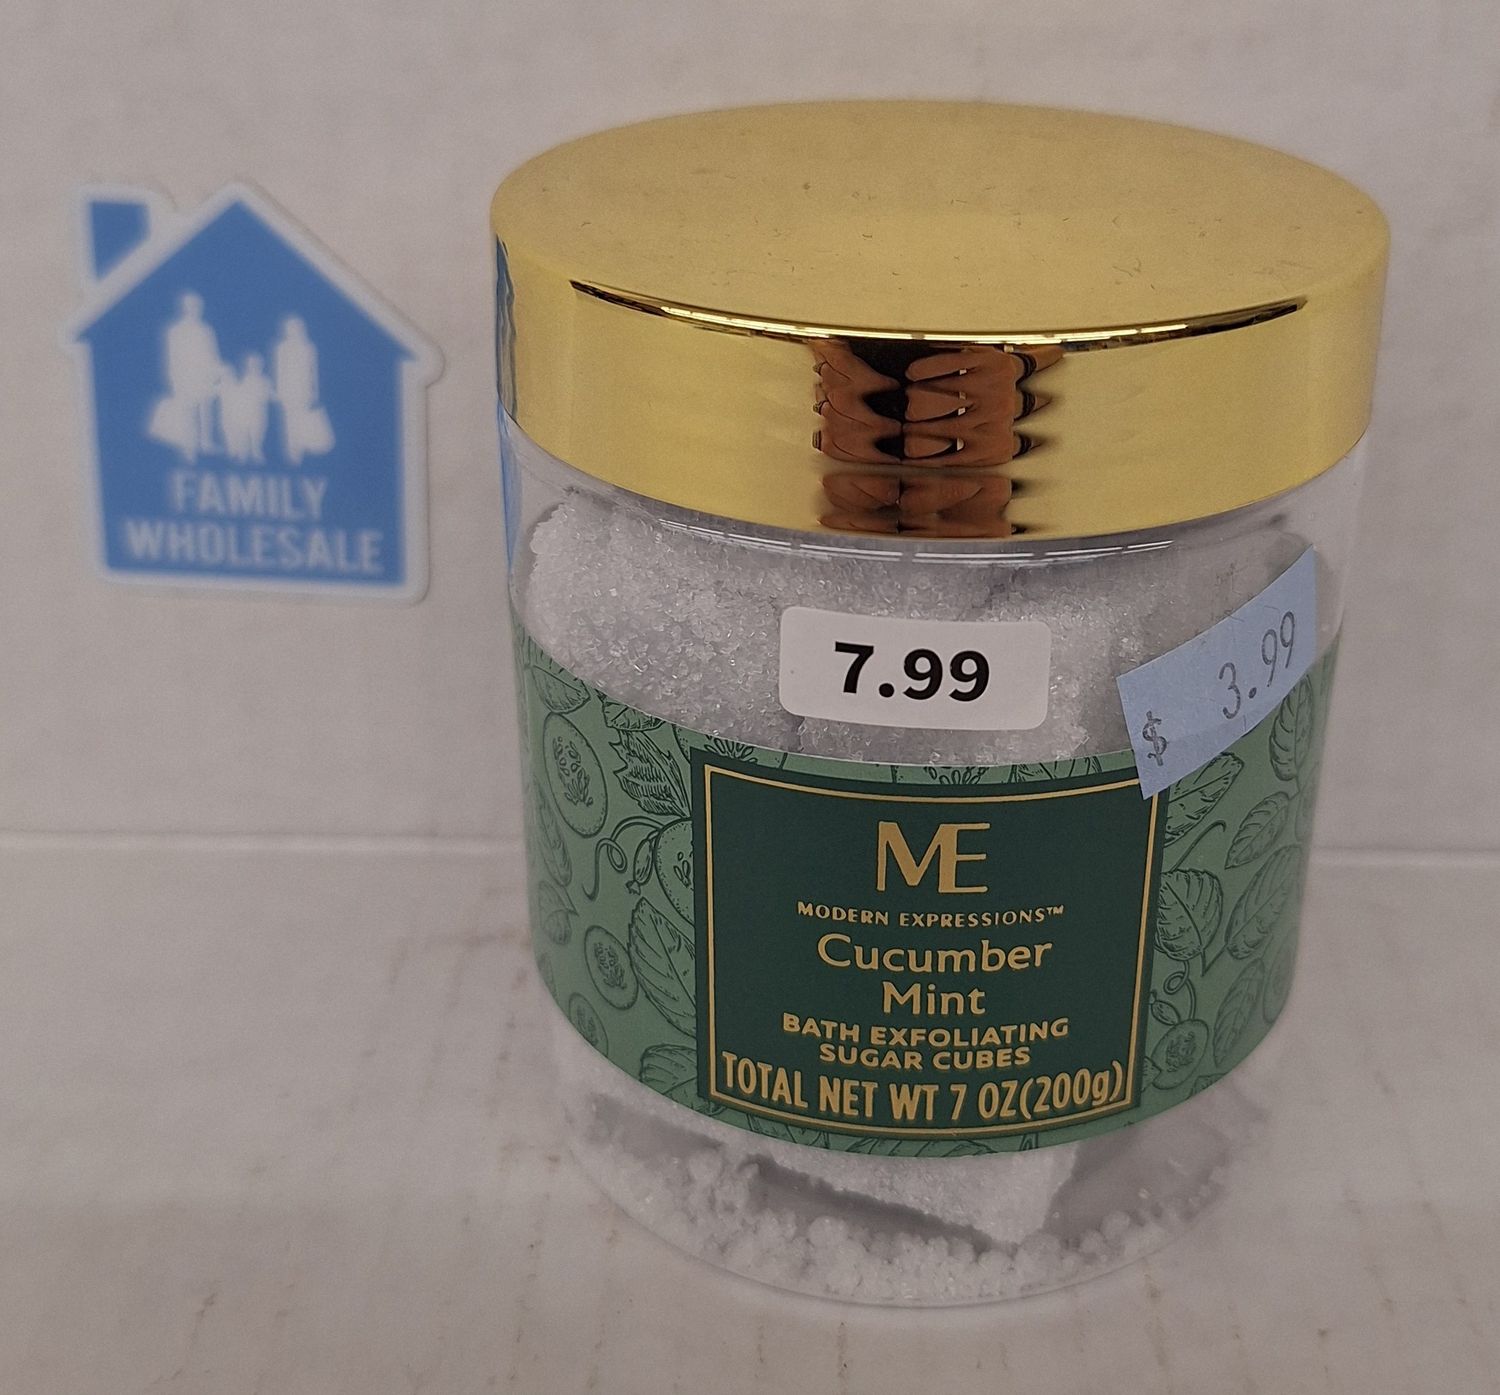 FAMILY
WHOLESALE
7.99
$ 3.99
ME
MODERN EXPRESSIONS™
Cucumber
Mint
BATH EXFOLIATING
SUGAR CUBES
TOTAL NET WT 7 OZ(200g)